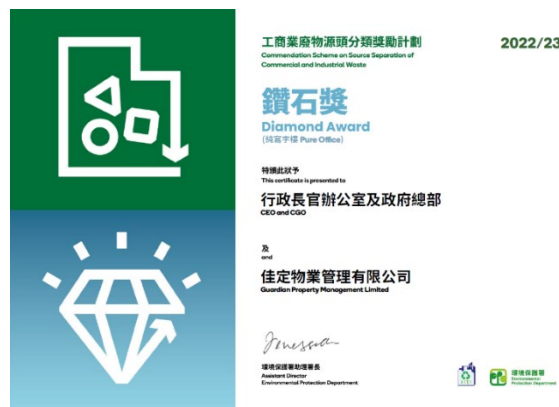 工商業廢物源頭分類獎勵計劃
Commendation Scheme on Source Separation of
Commercial and Industrial Waste
2022/23
鑽石獎
Diamond Award
(純寫字樓 Pure Office)
特頒此狀予
This certificate is presented to
行政長官辦公室及政府總部
CEO and CGO
及
and
佳定物業管理有限公司
Guardian Property Management Limited
環境保護署助理署長
Assistant Director
Environmental Protection Department
環境保護署
Environmental
Protection Department